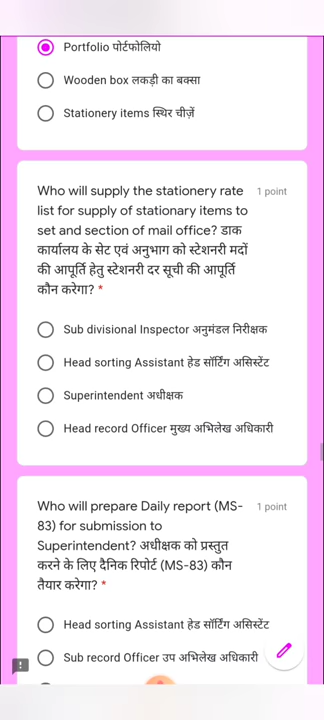 Portfolio पोर्टफोलियो
Wooden box लकड़ी का बक्सा
Stationery items स्थिर चीज़ें
Who will supply the stationery rate 1 point
list for supply of stationary items to
set and section of mail office? डाक
कार्यालय के सेट एवं अनुभाग को स्टेशनरी मदों
की आपूर्ति हेतु स्टेशनरी दर सूची की आपूर्ति
कौन करेगा? *
Sub divisional Inspector अनुमंडल निरीक्षक
Head sorting Assistant हेड सॉर्टिंग असिस्टेंट
Superintendent अधीक्षक
Head record Officer मुख्य अभिलेख अधिकारी
Who will prepare Daily report (MS- 1 point
83) for submission to
Superintendent? अधीक्षक को प्रस्तुत
करने के लिए दैनिक रिपोर्ट (MS-83) कौन
तैयार करेगा? *
Head sorting Assistant हेड सॉर्टिंग असिस्टेंट
Sub record Officer उप अभिलेख अधिकारी